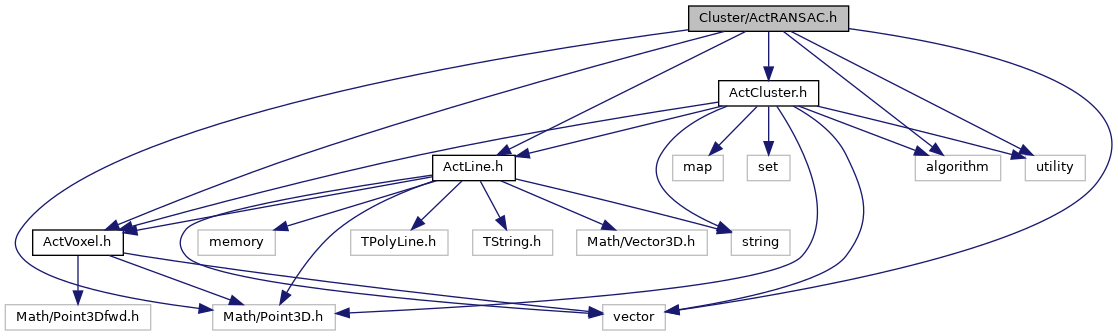 Cluster/ActRANSAC.h
ActCluster.h
ActLine.h
map
set
algorithm
utility
ActVoxel.h
memory
TPolyLine.h
TString.h
Math/Vector3D.h
string
Math/Point3Dfwd.h
Math/Point3D.h
vector